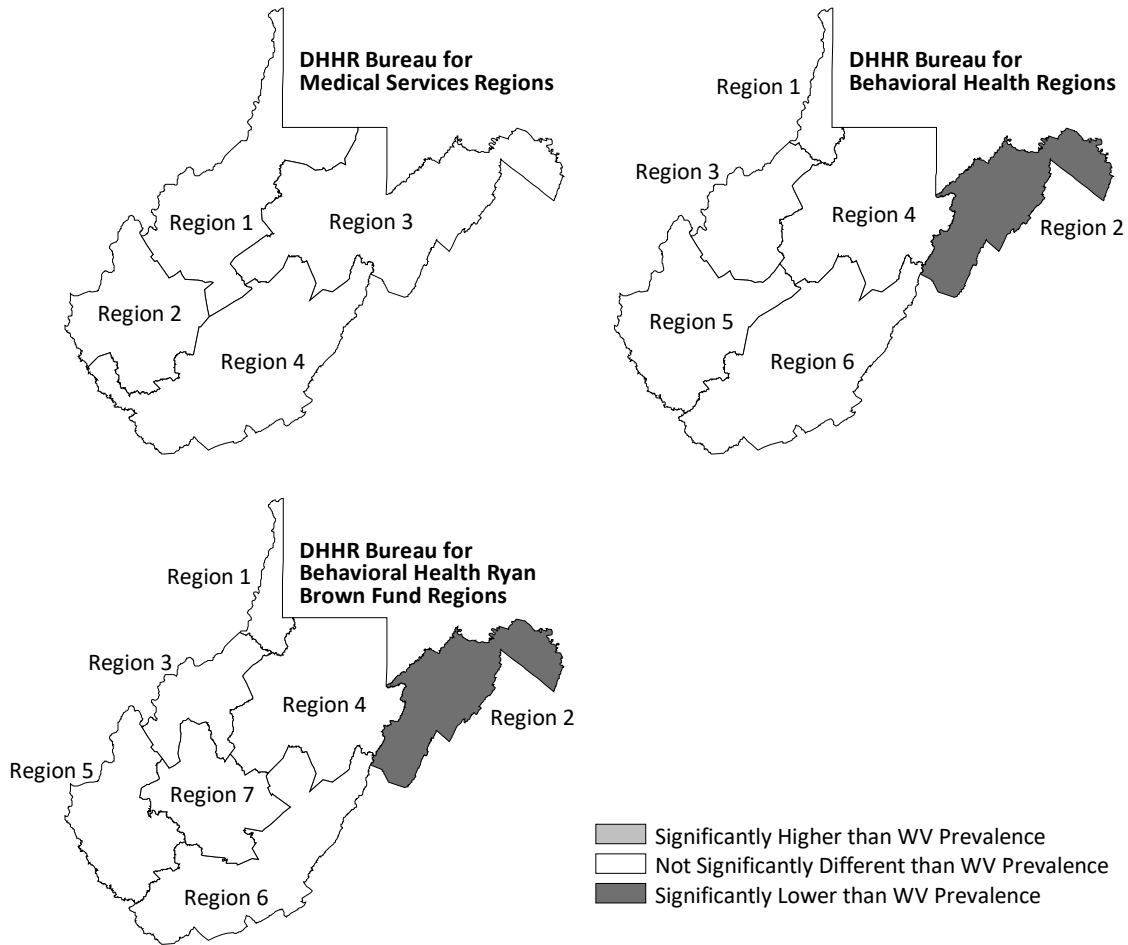 DHHR Bureau for
Medical Services Regions
Region 1
Region 3
Region 2
Region 4
DHHR Bureau for
Behavioral Health Regions
Region 1
Region 3
Region 4
Region 2
Region 5
Region 6
DHHR Bureau for
Behavioral Health Ryan
Brown Fund Regions
Region 1
Region 3
Region 4
Region 2
Region 5
Region 7
Region 6
Significantly Higher than WV Prevalence
Not Significantly Different than WV Prevalence
Significantly Lower than WV Prevalence